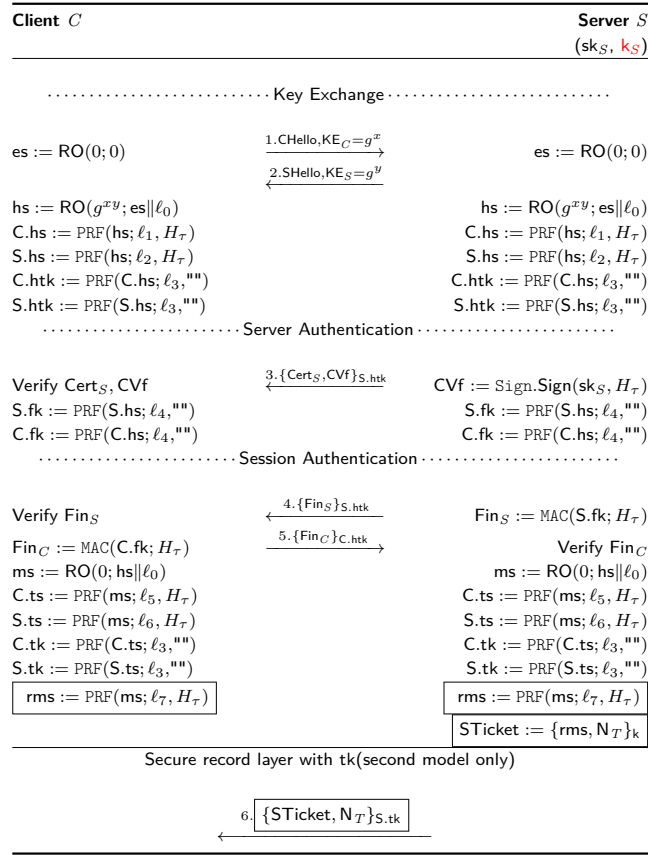 Client C Server S
(sk_S, k_S)
Key Exchange
es := RO(0; 0) 1.CHello,KE_C=g^x es := RO(0; 0)
2.SHello,KE_S=g^y
hs := RO(g^{xy}; es‖ℓ_0) hs := RO(g^{xy}; es‖ℓ_0)
C.hs := PRF(hs; ℓ_1, H_τ) C.hs := PRF(hs; ℓ_1, H_τ)
S.hs := PRF(hs; ℓ_2, H_τ) S.hs := PRF(hs; ℓ_2, H_τ)
C.htk := PRF(C.hs; ℓ_3,"") C.htk := PRF(C.hs; ℓ_3,"")
S.htk := PRF(S.hs; ℓ_3,"") S.htk := PRF(S.hs; ℓ_3,"")
Server Authentication
Verify Cert_S, CVf 3.{Cert_S,CVf}_{S.htk} CVf := Sign.Sign(sk_S, H_τ)
S.fk := PRF(S.hs; ℓ_4,"") S.fk := PRF(S.hs; ℓ_4,"")
C.fk := PRF(C.hs; ℓ_4,"") C.fk := PRF(C.hs; ℓ_4,"")
Session Authentication
Verify Fin_S 4.{Fin_S}_{S.htk} Fin_S := MAC(S.fk; H_τ)
Fin_C := MAC(C.fk; H_τ) 5.{Fin_C}_{C.htk} Verify Fin_C
ms := RO(0; hs‖ℓ_0) ms := RO(0; hs‖ℓ_0)
C.ts := PRF(ms; ℓ_5, H_τ) C.ts := PRF(ms; ℓ_5, H_τ)
S.ts := PRF(ms; ℓ_6, H_τ) S.ts := PRF(ms; ℓ_6, H_τ)
C.tk := PRF(C.ts; ℓ_3,"") C.tk := PRF(C.ts; ℓ_3,"")
S.tk := PRF(S.ts; ℓ_3,"") S.tk := PRF(S.ts; ℓ_3,"")
rms := PRF(ms; ℓ_7, H_τ) rms := PRF(ms; ℓ_7, H_τ)
STicket := {rms, N_T}_k
Secure record layer with tk(second model only)
6. {STicket, N_T}_{S.tk}